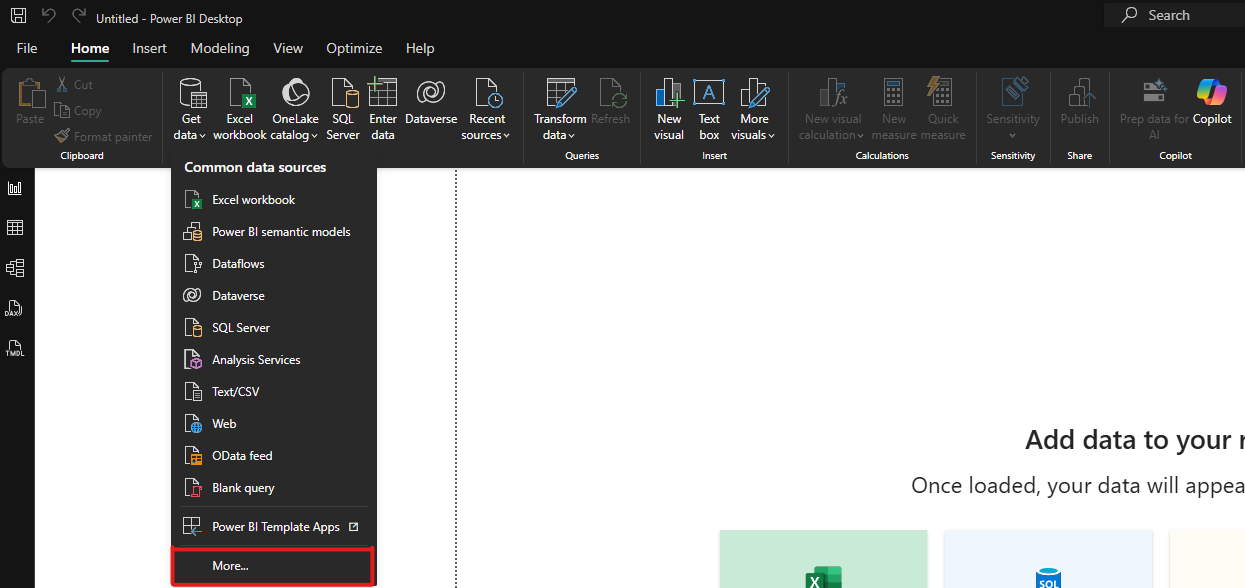 Untitled - Power BI Desktop
Search
File Home Insert Modeling View Optimize Help
Paste
Cut
Copy
Format painter
Clipboard
Get
data
Excel
workbook
OneLake
catalog
SQL
Server
Enter
data
Dataverse
Recent
sources
Transform
data
Refresh
Queries
New
visual
Text
box
More
visuals
Insert
New visual
calculation
New
measure
Quick
measure
Calculations
Sensitivity
Sensitivity
Publish
Share
Prep data for
AI
Copilot
Copilot
DAX
TMDL
Common data sources
Excel workbook
Power BI semantic models
Dataflows
Dataverse
SQL Server
Analysis Services
Text/CSV
Web
OData feed
Blank query
Power BI Template Apps
More...
Add data to your r
Once loaded, your data will appea
SQL